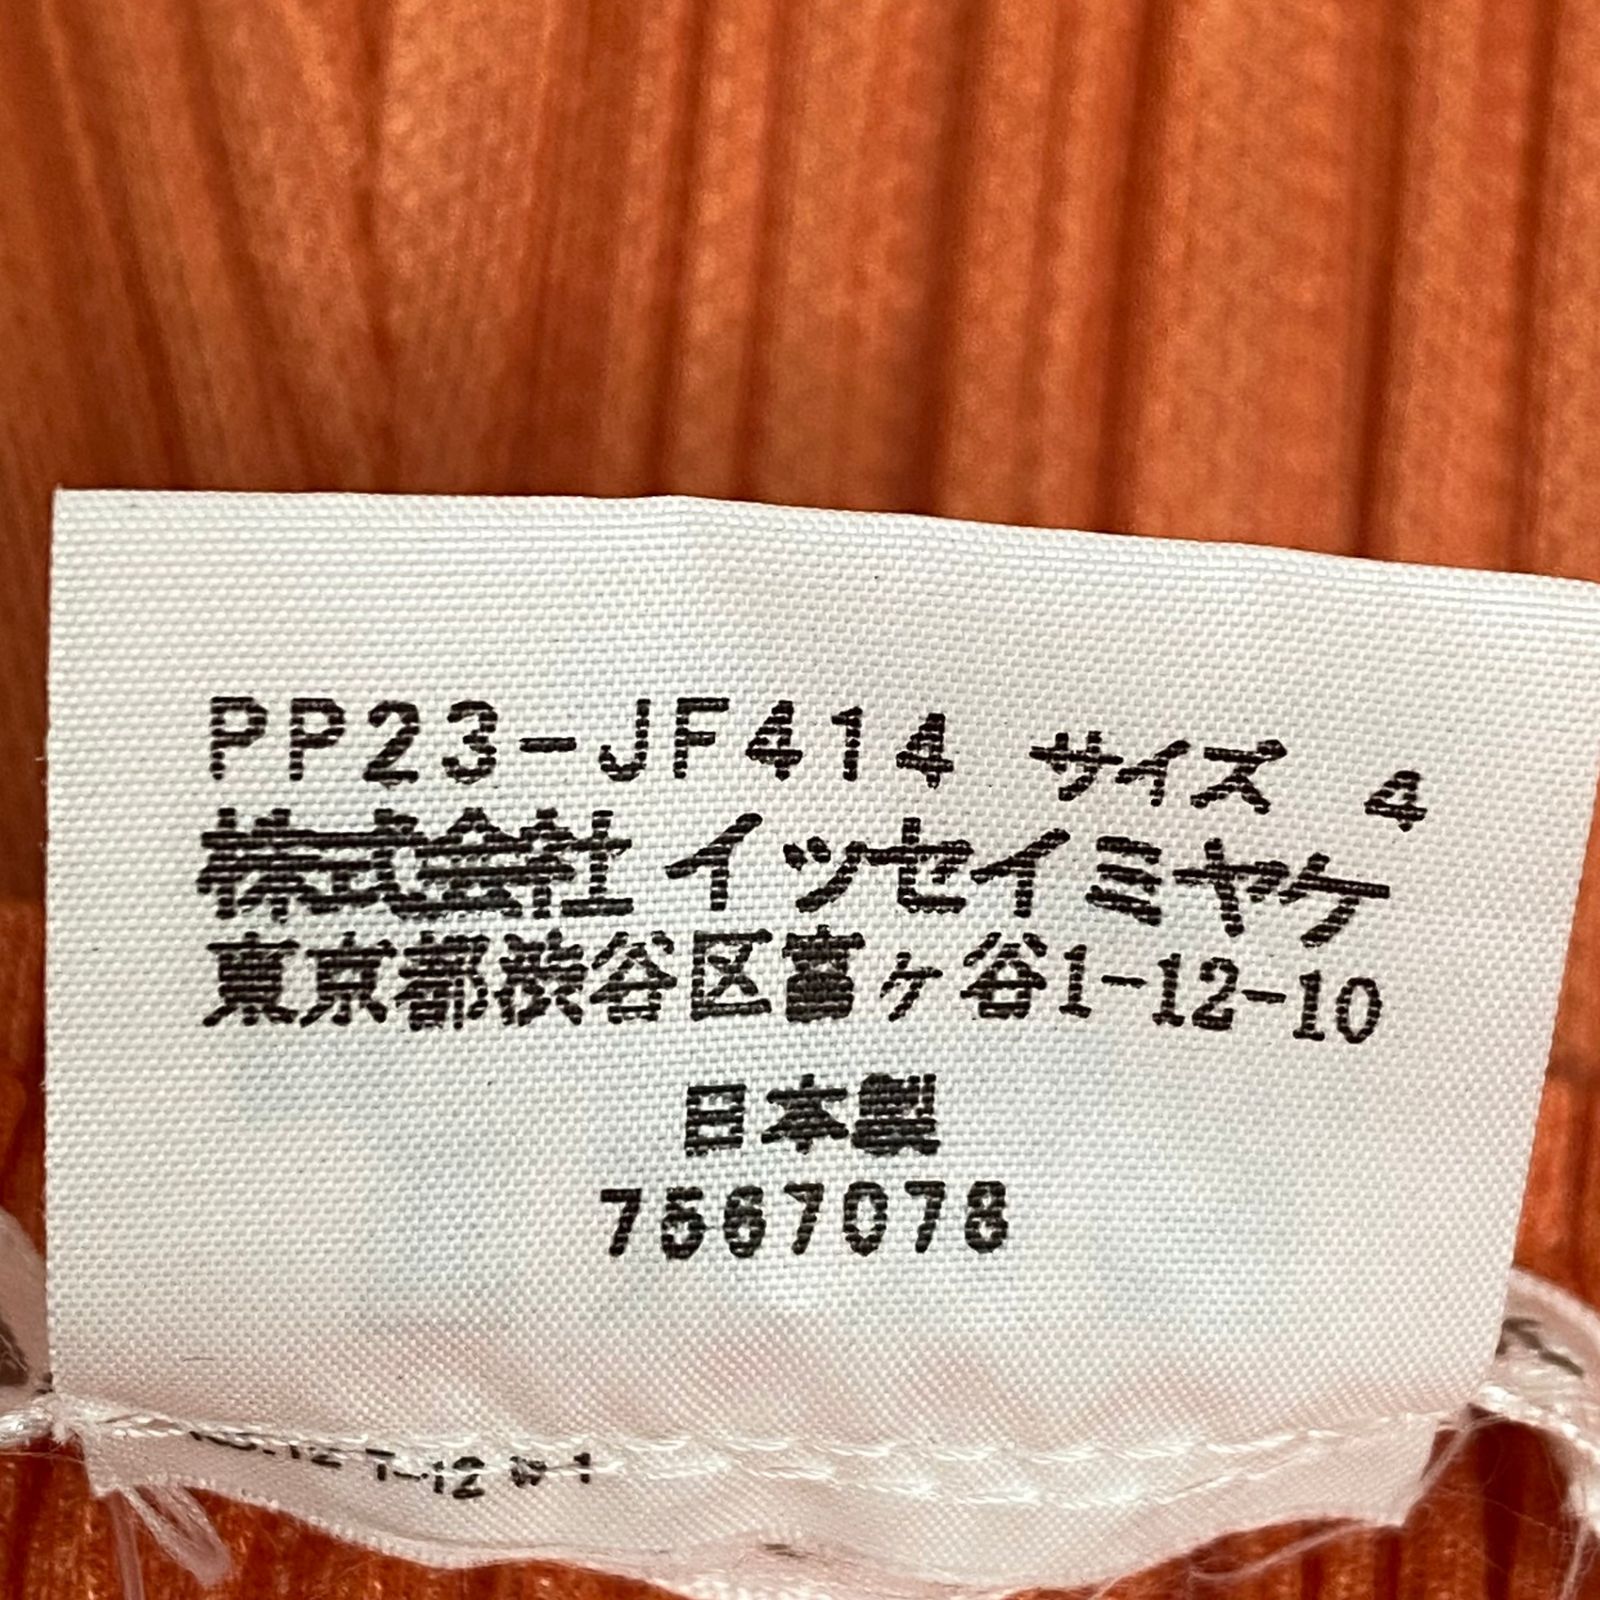 PP23-JF414 サイズ 4
株式会社 イッセイミヤケ
東京都渋谷区富ヶ谷1-12-10
日本製
7567078
T-12